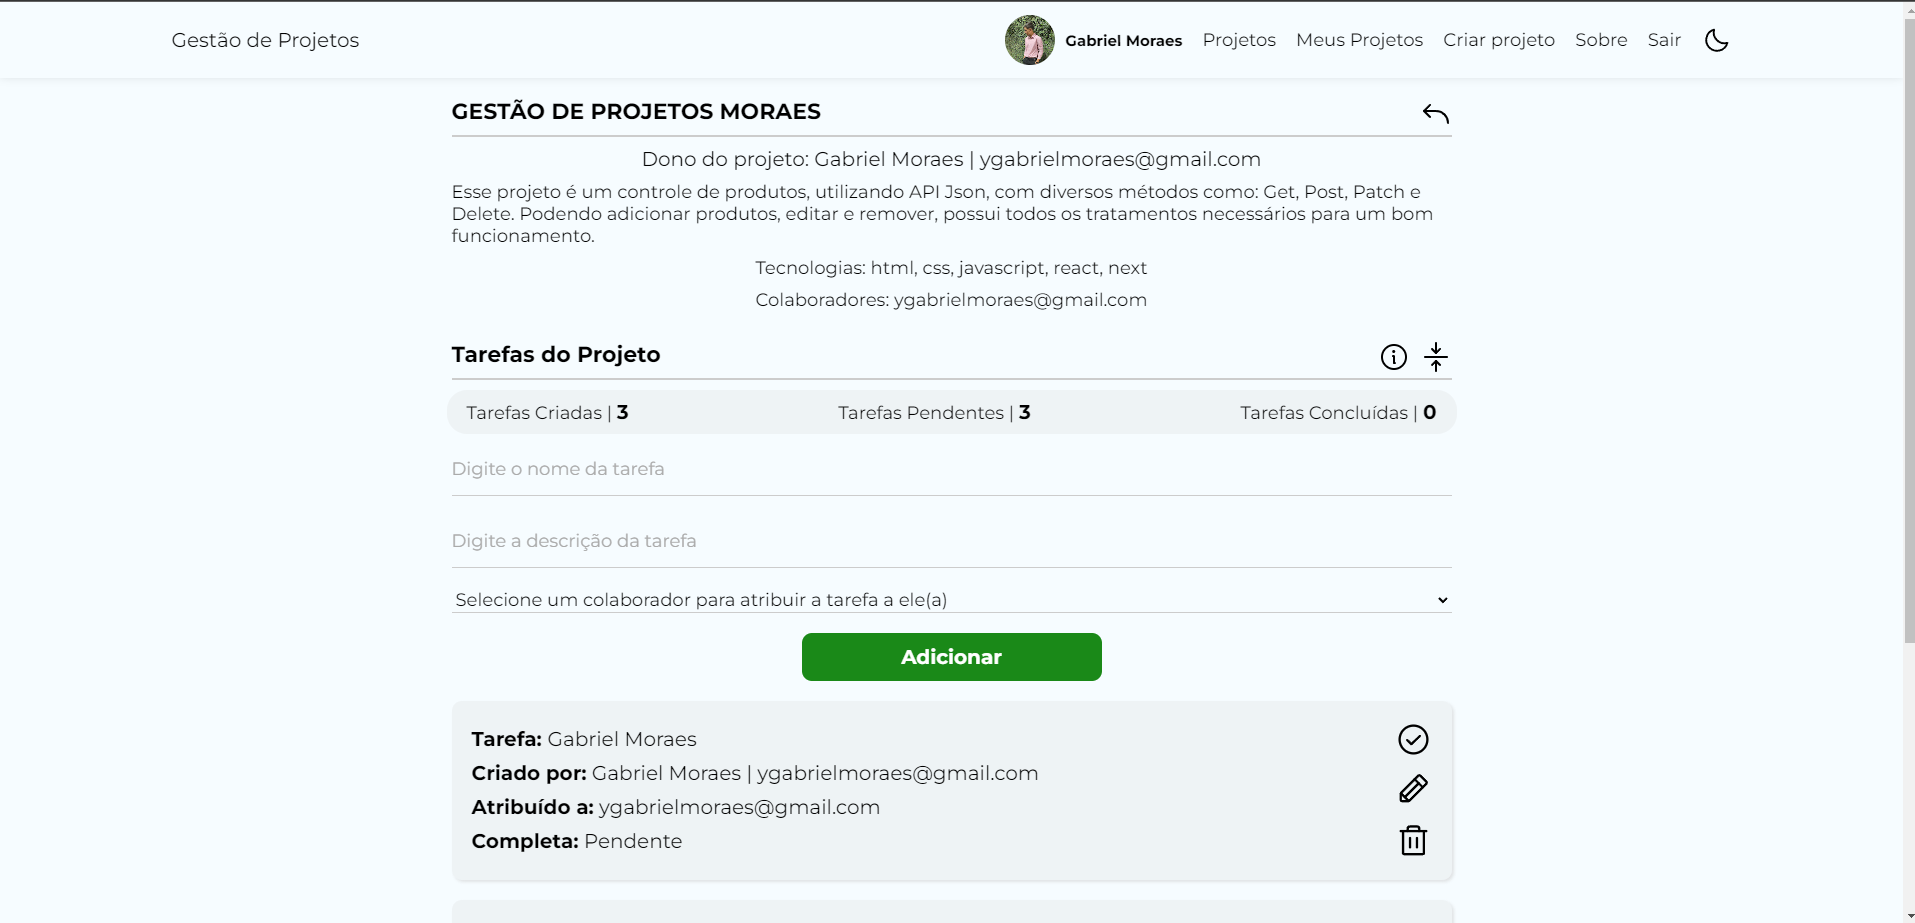 Gestão de Projetos
Gabriel Moraes Projetos Meus Projetos Criar projeto Sobre Sair
GESTÃO DE PROJETOS MORAES
Dono do projeto: Gabriel Moraes | ygabrielmoraes@gmail.com
Esse projeto é um controle de produtos, utilizando API Json, com diversos métodos como: Get, Post, Patch e
Delete. Podendo adicionar produtos, editar e remover, possui todos os tratamentos necessários para um bom
funcionamento.
Tecnologias: html, css, javascript, react, next
Colaboradores: ygabrielmoraes@gmail.com
Tarefas do Projeto
Tarefas Criadas | 3 Tarefas Pendentes | 3 Tarefas Concluídas | 0
Digite o nome da tarefa
Digite a descrição da tarefa
Selecione um colaborador para atribuir a tarefa a ele(a)
Adicionar
Tarefa: Gabriel Moraes
Criado por: Gabriel Moraes | ygabrielmoraes@gmail.com
Atribuído a: ygabrielmoraes@gmail.com
Completa: Pendente